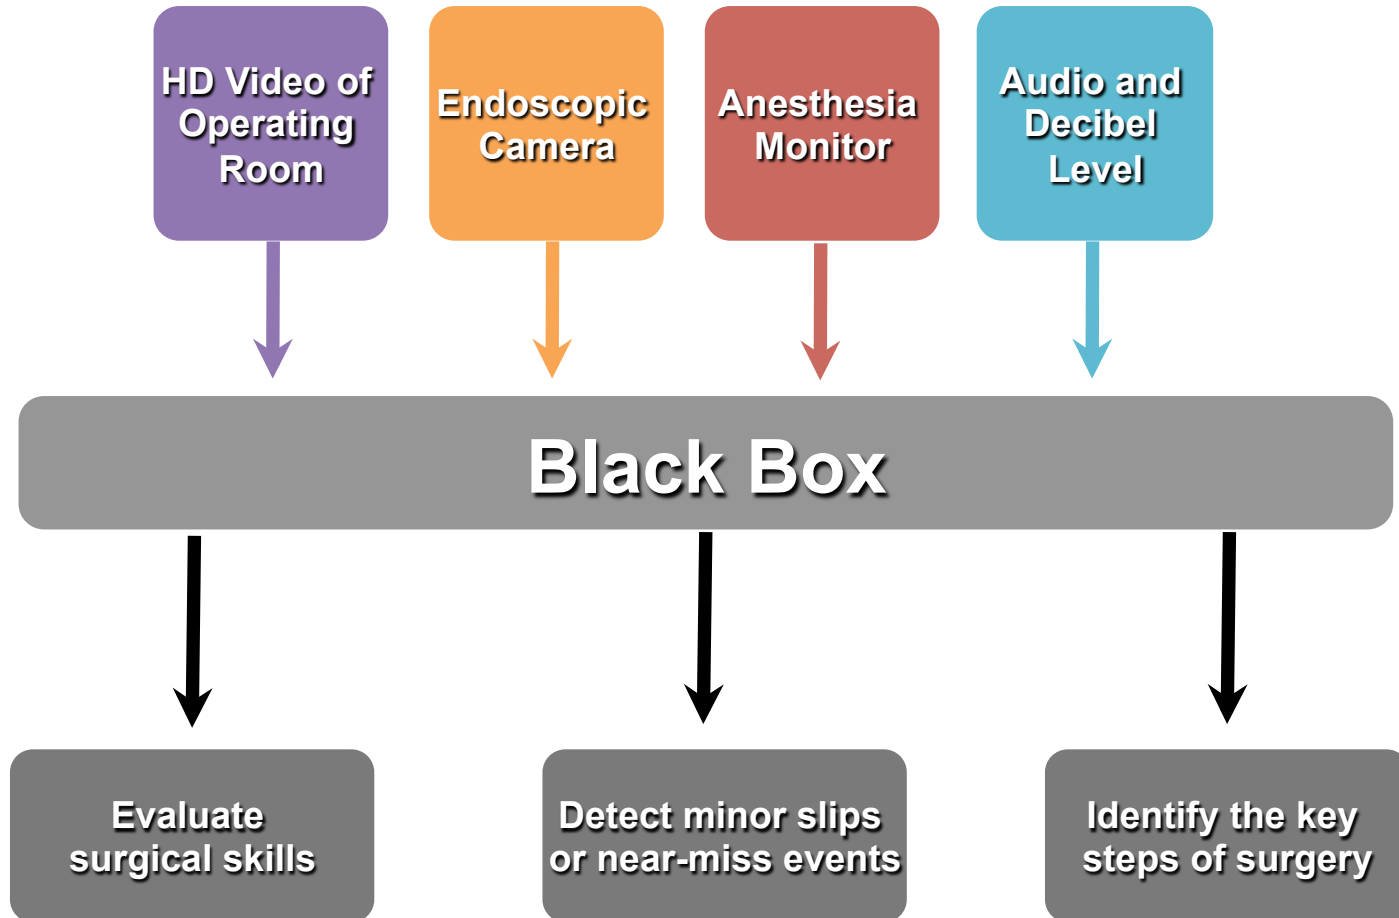 HD Video of
Operating
Room
Endoscopic
Camera
Anesthesia
Monitor
Audio and
Decibel
Level
Black Box
Evaluate
surgical skills
Detect minor slips
or near-miss events
Identify the key
steps of surgery